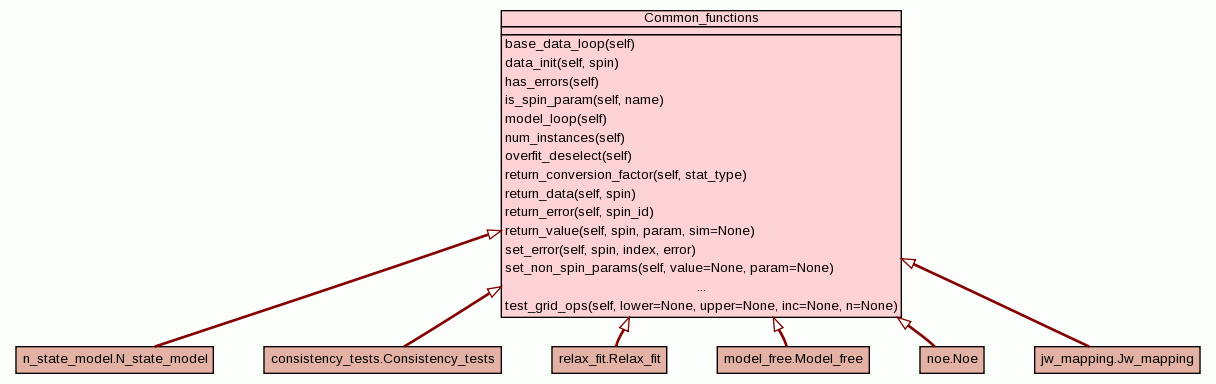 Common_functions
base_data_loop(self)
data_init(self, spin)
has_errors(self)
is_spin_param(self, name)
model_loop(self)
num_instances(self)
overfit_deselect(self)
return_conversion_factor(self, stat_type)
return_data(self, spin)
return_error(self, spin_id)
return_value(self, spin, param, sim=None)
set_error(self, spin, index, error)
set_non_spin_params(self, value=None, param=None)
...
test_grid_ops(self, lower=None, upper=None, inc=None, n=None)
n_state_model.N_state_model
consistency_tests.Consistency_tests
relax_fit.Relax_fit
model_free.Model_free
noe.Noe
jw_mapping.Jw_mapping